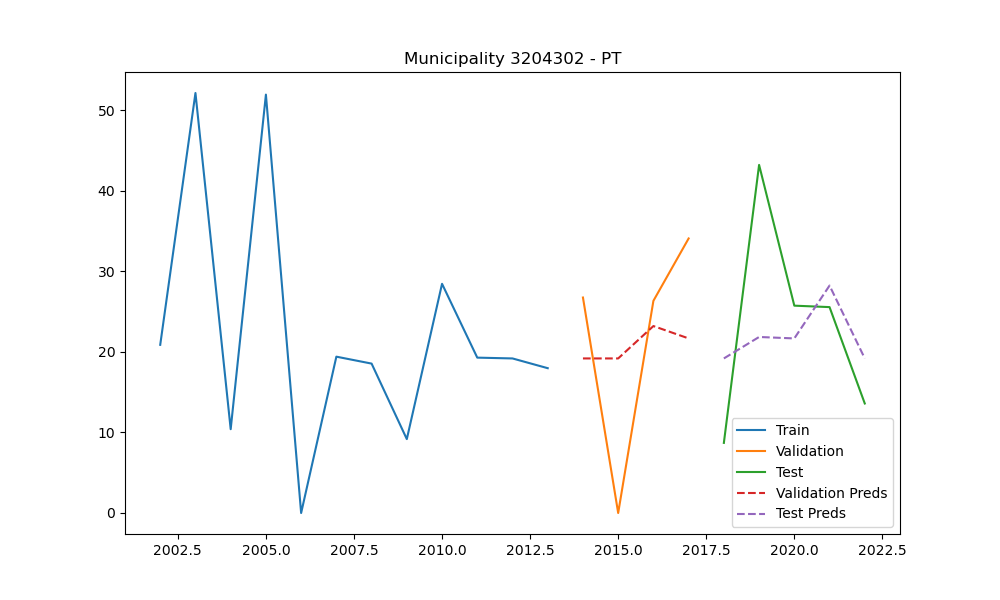 Municipality 3204302 - PT
50
40
30
20
10
0
2002.5 2005.0 2007.5 2010.0 2012.5 2015.0 2017.5 2020.0 2022.5
Train
Validation
Test
Validation Preds
Test Preds